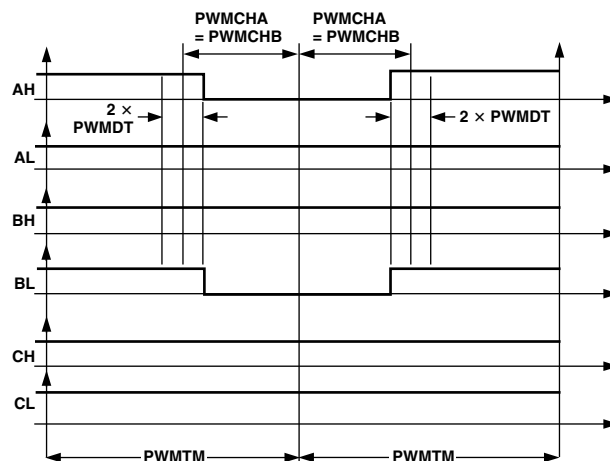 PWMCHA
= PWMCHB
PWMCHA
= PWMCHB
AH
2 ×
PWMDT
2 × PWMDT
AL
BH
BL
CH
CL
PWMTM
PWMTM